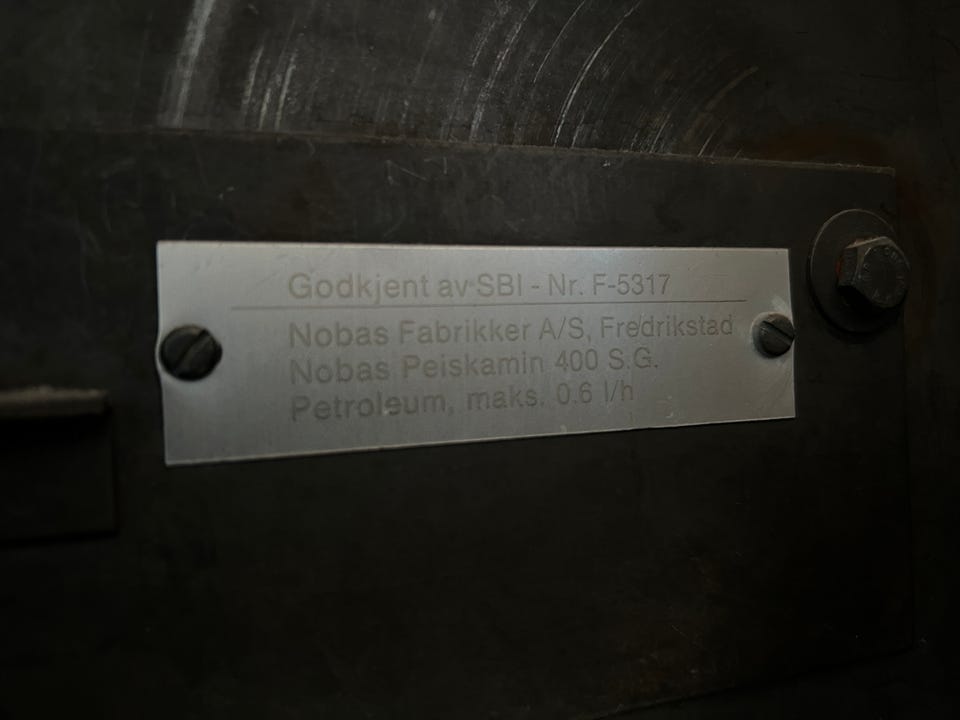 Godkjent av SBI - Nr. F-5317
Nobas Fabrikker A/S, Fredrikstad
Nobas Peiskamin 400 S.G.
Petroleum, maks. 0.6 l/h